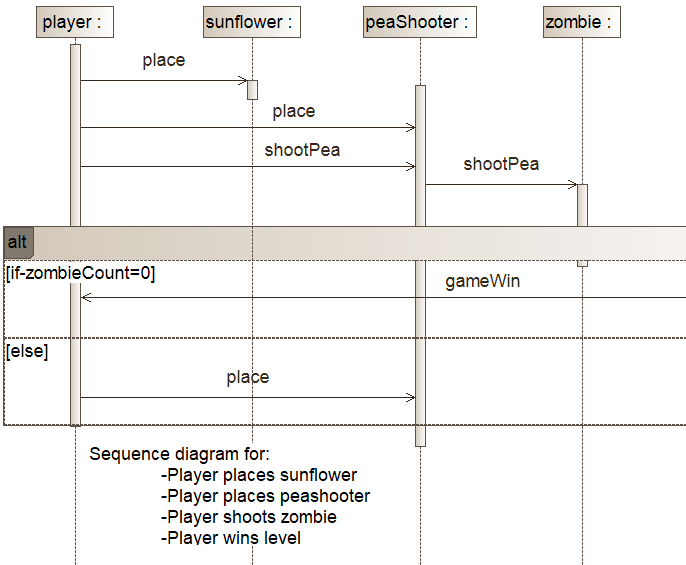 player :
sunflower :
peaShooter :
zombie :
place
place
shootPea
shootPea
alt
[if-zombieCount=0]
gameWin
[else]
place
Sequence diagram for:
-Player places sunflower
-Player places peashooter
-Player shoots zombie
-Player wins level